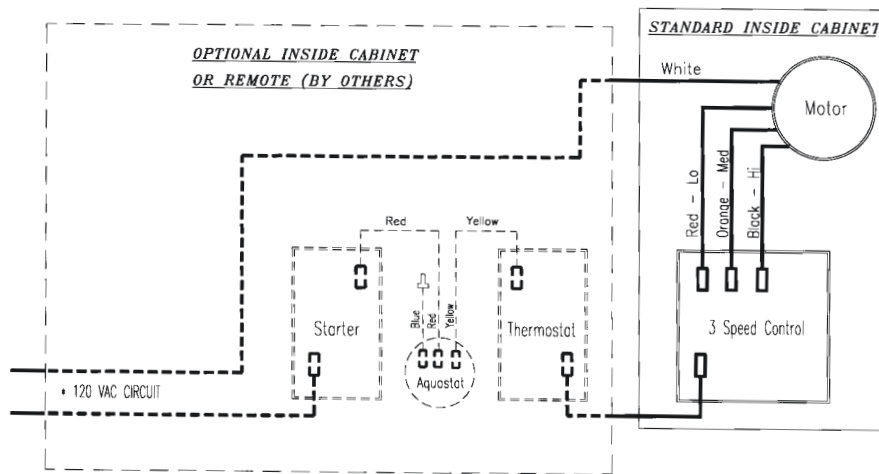 OPTIONAL INSIDE CABINET
OR REMOTE (BY OTHERS)
STANDARD INSIDE CABINET
White
Motor
Red - Lo
Orange - Med
Black - Hi
Red
Yellow
Blue
Red
Yellow
Starter
Aquastat
Thermostat
3 Speed Control
• 120 VAC CIRCUIT